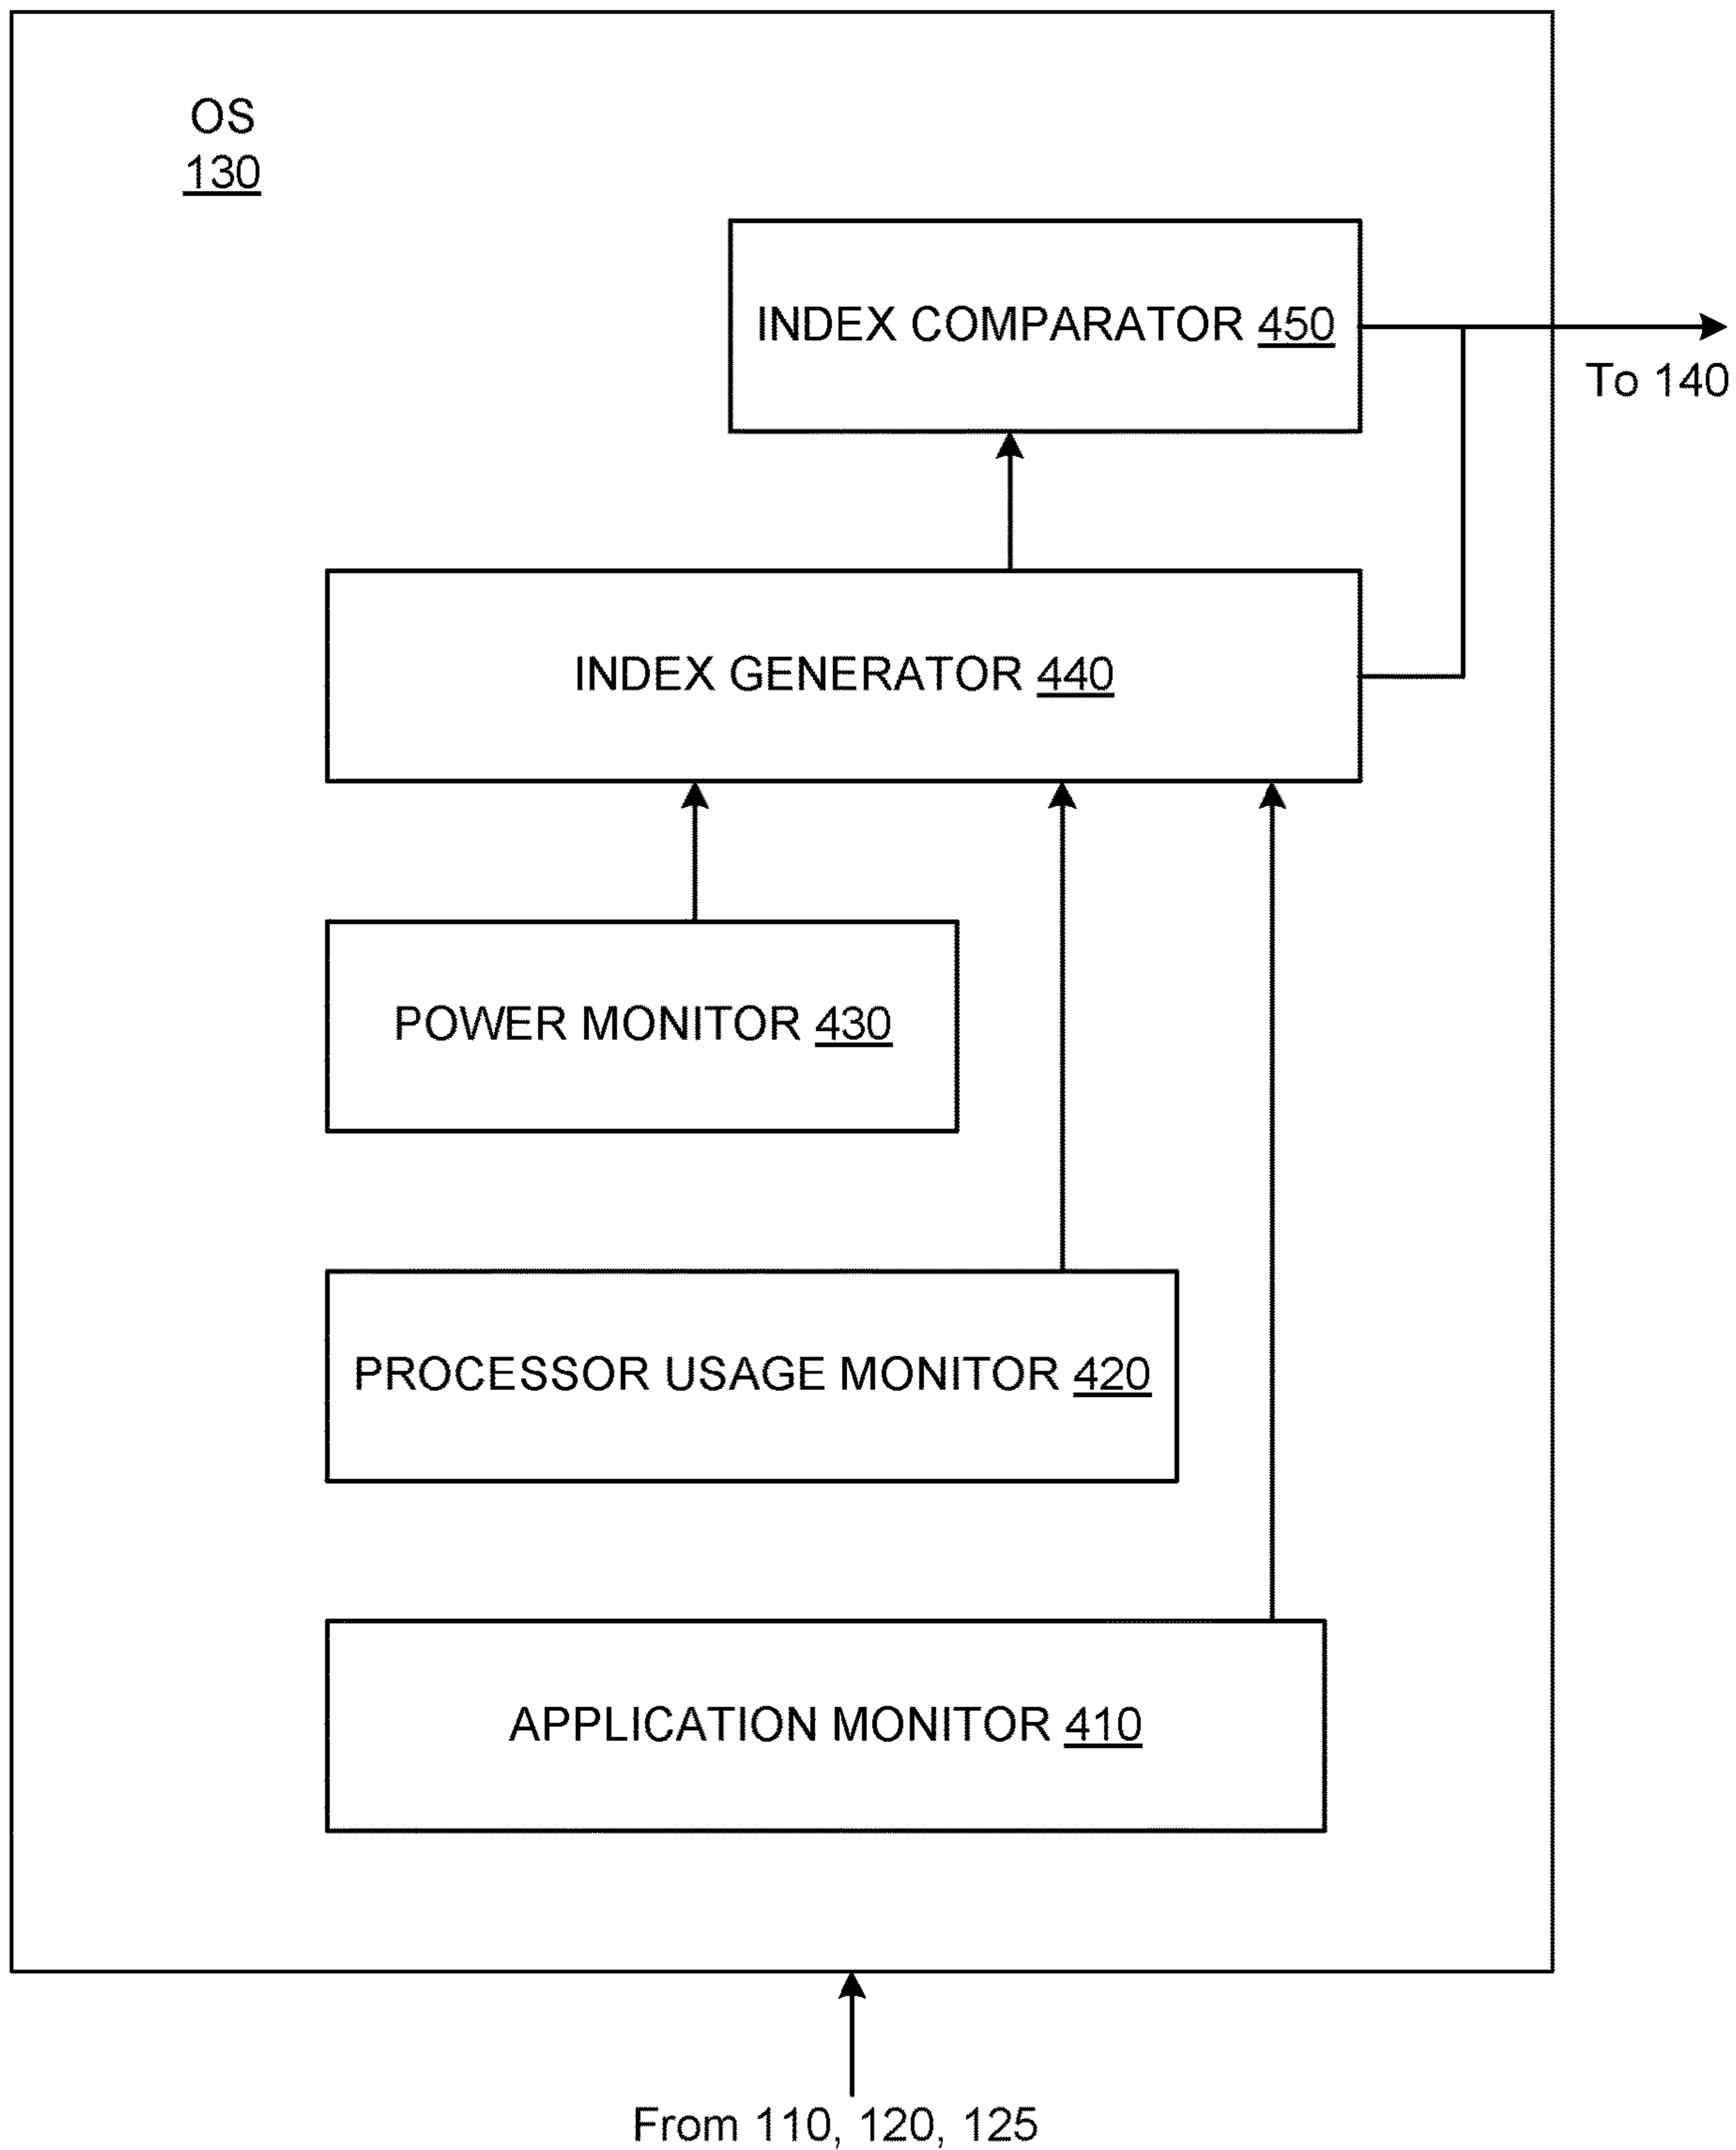 OS
130
INDEX COMPARATOR 450
To 140
INDEX GENERATOR 440
POWER MONITOR 430
PROCESSOR USAGE MONITOR 420
APPLICATION MONITOR 410
From 110, 120, 125